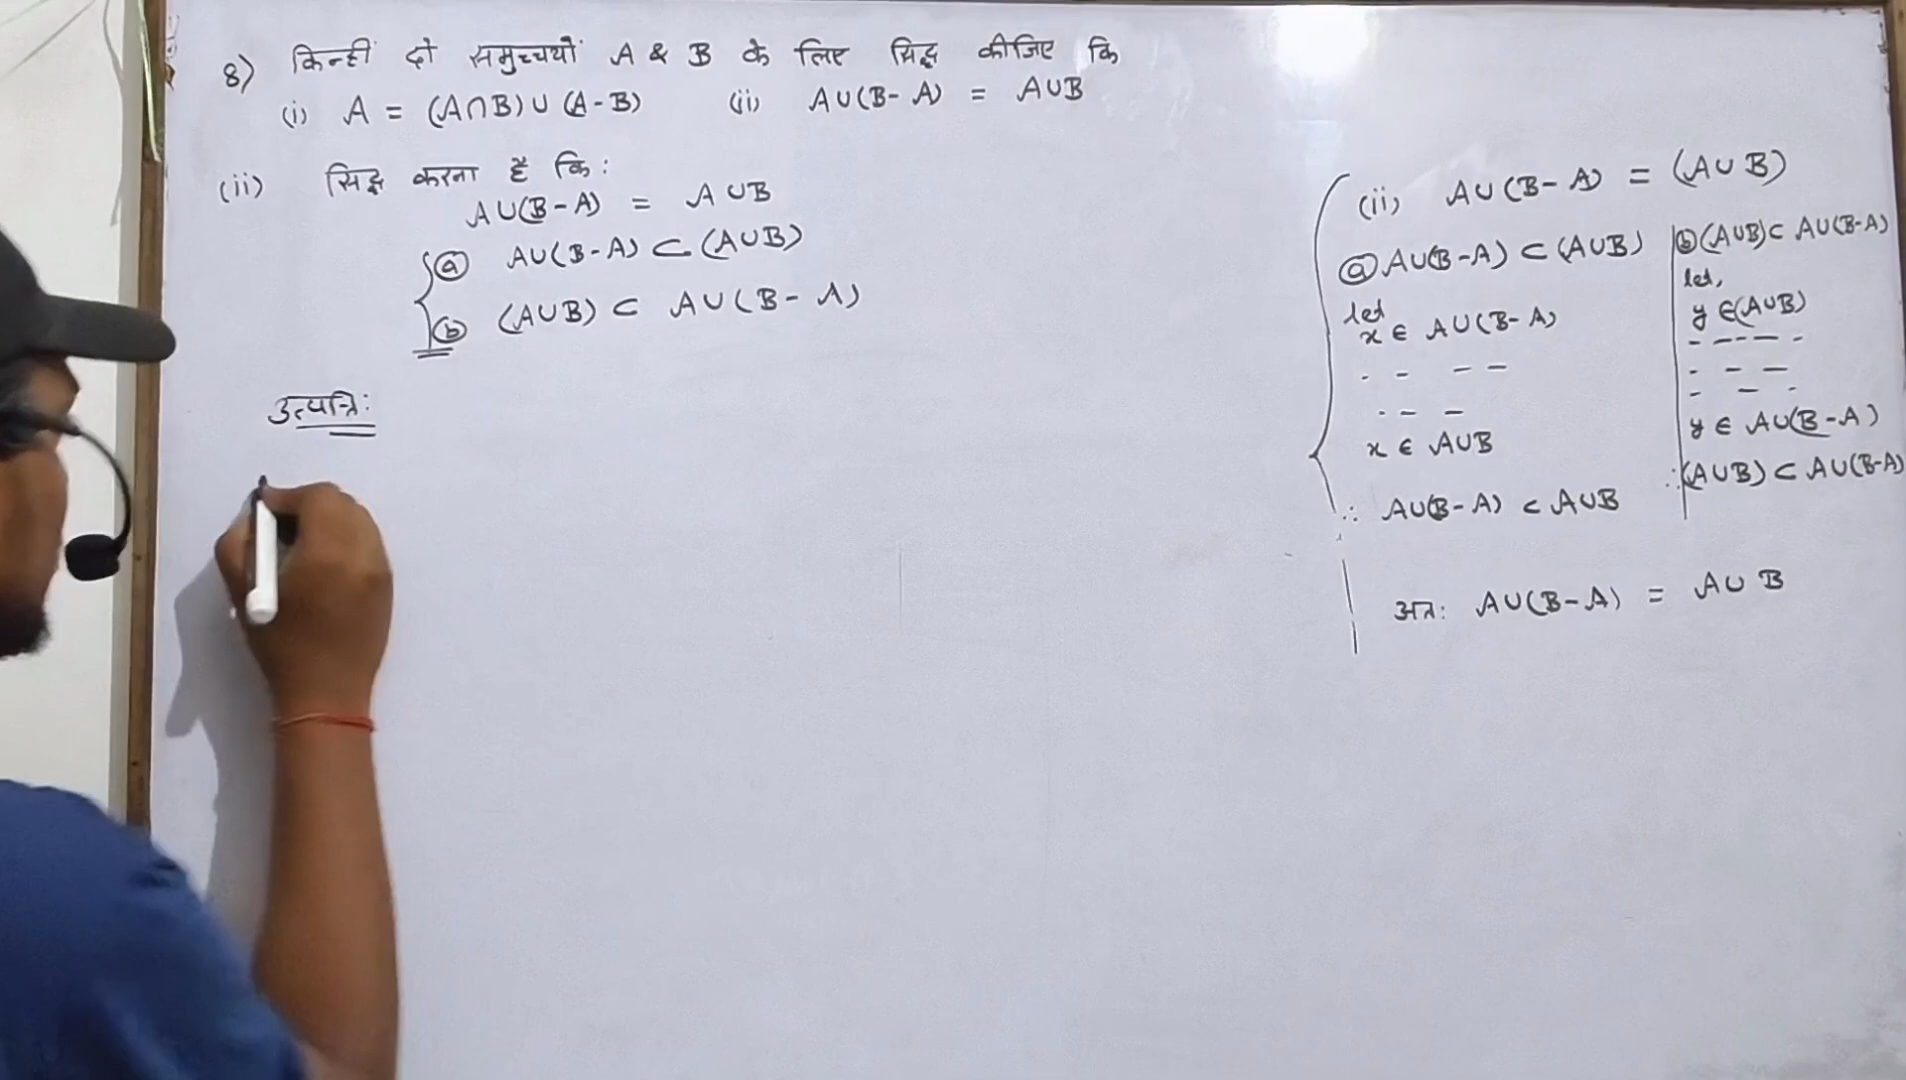 8) किन्हीं दो समुच्चयों A & B के लिए सिद्ध कीजिए कि
(i) A = (A∩B)∪(A-B) (ii) A∪(B-A) = A∪B
(ii) सिद्ध करना है कि:
A∪(B-A) = A∪B
(a) A∪(B-A) ⊂ (A∪B)
(b) (A∪B) ⊂ A∪(B-A)
उत्पत्ति:
(ii) A∪(B-A) = (A∪B)
(a) A∪(B-A) ⊂ (A∪B)
let
x ∈ A∪(B-A)
- - - -
- - -
x ∈ A∪B
∴ A∪(B-A) ⊂ A∪B
(b) (A∪B) ⊂ A∪(B-A)
let,
y ∈ (A∪B)
- - - - -
- - -
- - -
y ∈ A∪(B-A)
∴ (A∪B) ⊂ A∪(B-A)
अत: A∪(B-A) = A∪B